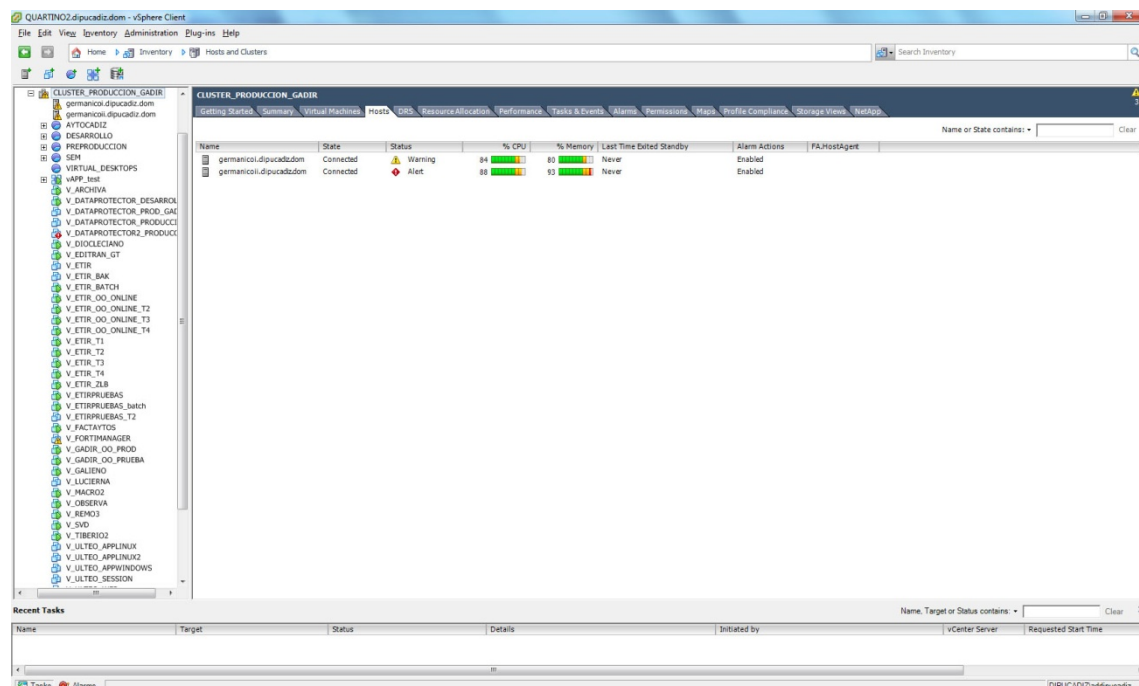 QUARTINO2.dipucadiz.dom - vSphere Client
File Edit View Inventory Administration Plug-ins Help
Home Inventory Hosts and Clusters Search Inventory
CLUSTER_PRODUCCION_GADIR
germanicoi.dipucadiz.dom
germanicoii.dipucadiz.dom
AYTOCADIZ
DESARROLLO
PREPRODUCCION
SEM
VIRTUAL_DESKTOPS
vAPP_test
V_ARCHIVA
V_DATAPROTECTOR_DESARROL
V_DATAPROTECTOR_PROD_GAD
V_DATAPROTECTOR_PRODUCCI
V_DATAPROTECTOR2_PRODUCC
V_DIOCLECIANO
V_EDITRAN_GT
V_ETIR
V_ETIR_BAK
V_ETIR_BATCH
V_ETIR_OO_ONLINE
V_ETIR_OO_ONLINE_T2
V_ETIR_OO_ONLINE_T3
V_ETIR_OO_ONLINE_T4
V_ETIR_T1
V_ETIR_T2
V_ETIR_T3
V_ETIR_T4
V_ETIR_ZLB
V_ETIRPRUEBAS
V_ETIRPRUEBAS_batch
V_ETIRPRUEBAS_T2
V_FACTAYTOS
V_FORTIMANAGER
V_GADIR_OO_PROD
V_GADIR_OO_PRUEBA
V_GALIENO
V_LUCIERNA
V_MACRO2
V_OBSERVA
V_REMO3
V_SVD
V_TIBERIO2
V_ULTEO_APPLINUX
V_ULTEO_APPLINUX2
V_ULTEO_APPWINDOWS
V_ULTEO_SESSION
CLUSTER_PRODUCCION_GADIR
Getting Started Summary Virtual Machines Hosts DRS Resource Allocation Performance Tasks & Events Alarms Permissions Maps Profile Compliance Storage Views NetApp
Name or State contains: Clear
Name State Status % CPU % Memory Last Time Exited Standby Alarm Actions FA.HostAgent
germanicoi.dipucadiz.dom Connected Warning 84 80 Never Enabled
germanicoii.dipucadiz.dom Connected Alert 88 93 Never Enabled
Recent Tasks Name, Target or Status contains: Clear
Name Target Status Details Initiated by vCenter Server Requested Start Time
Tasks Alarms